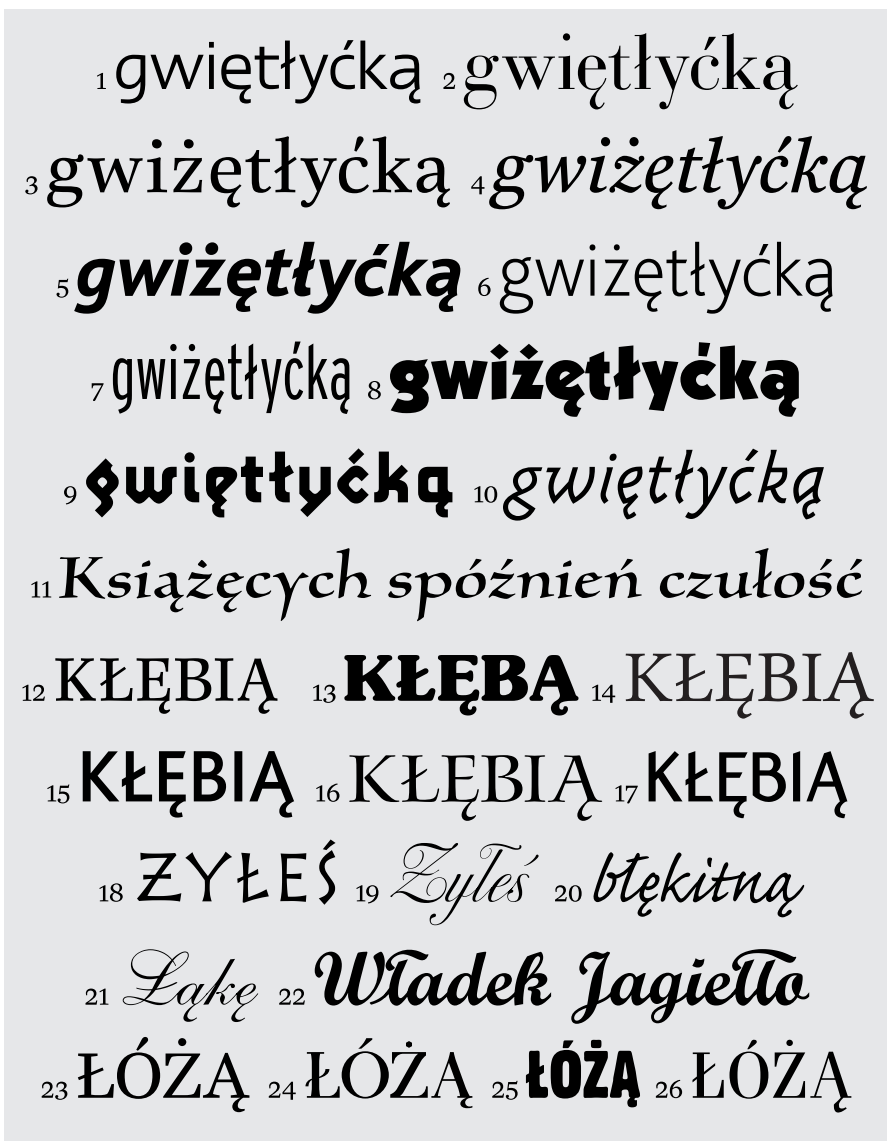 1 gwiętłyćką 2 gwiętłyćką
3 gwiżętłyćką 4 gwiżętłyćką
5 gwiżętłyćką 6 gwiżętłyćką
7 gwiżętłyćką 8 gwiżętłyćką
9 gwiętłyćką 10 gwiętłyćką
11 Książęcych spóźnień czułość
12 KŁĘBIĄ 13 KŁĘBĄ 14 KŁĘBIĄ
15 KŁĘBIĄ 16 KŁĘBIĄ 17 KŁĘBIĄ
18 ZYŁEŚ 19 Zyłeś 20 błękitną
21 Łąkę 22 Władek Jagiełło
23 ŁÓŻĄ 24 ŁÓŻĄ 25 ŁÓŻĄ 26 ŁÓŻĄ